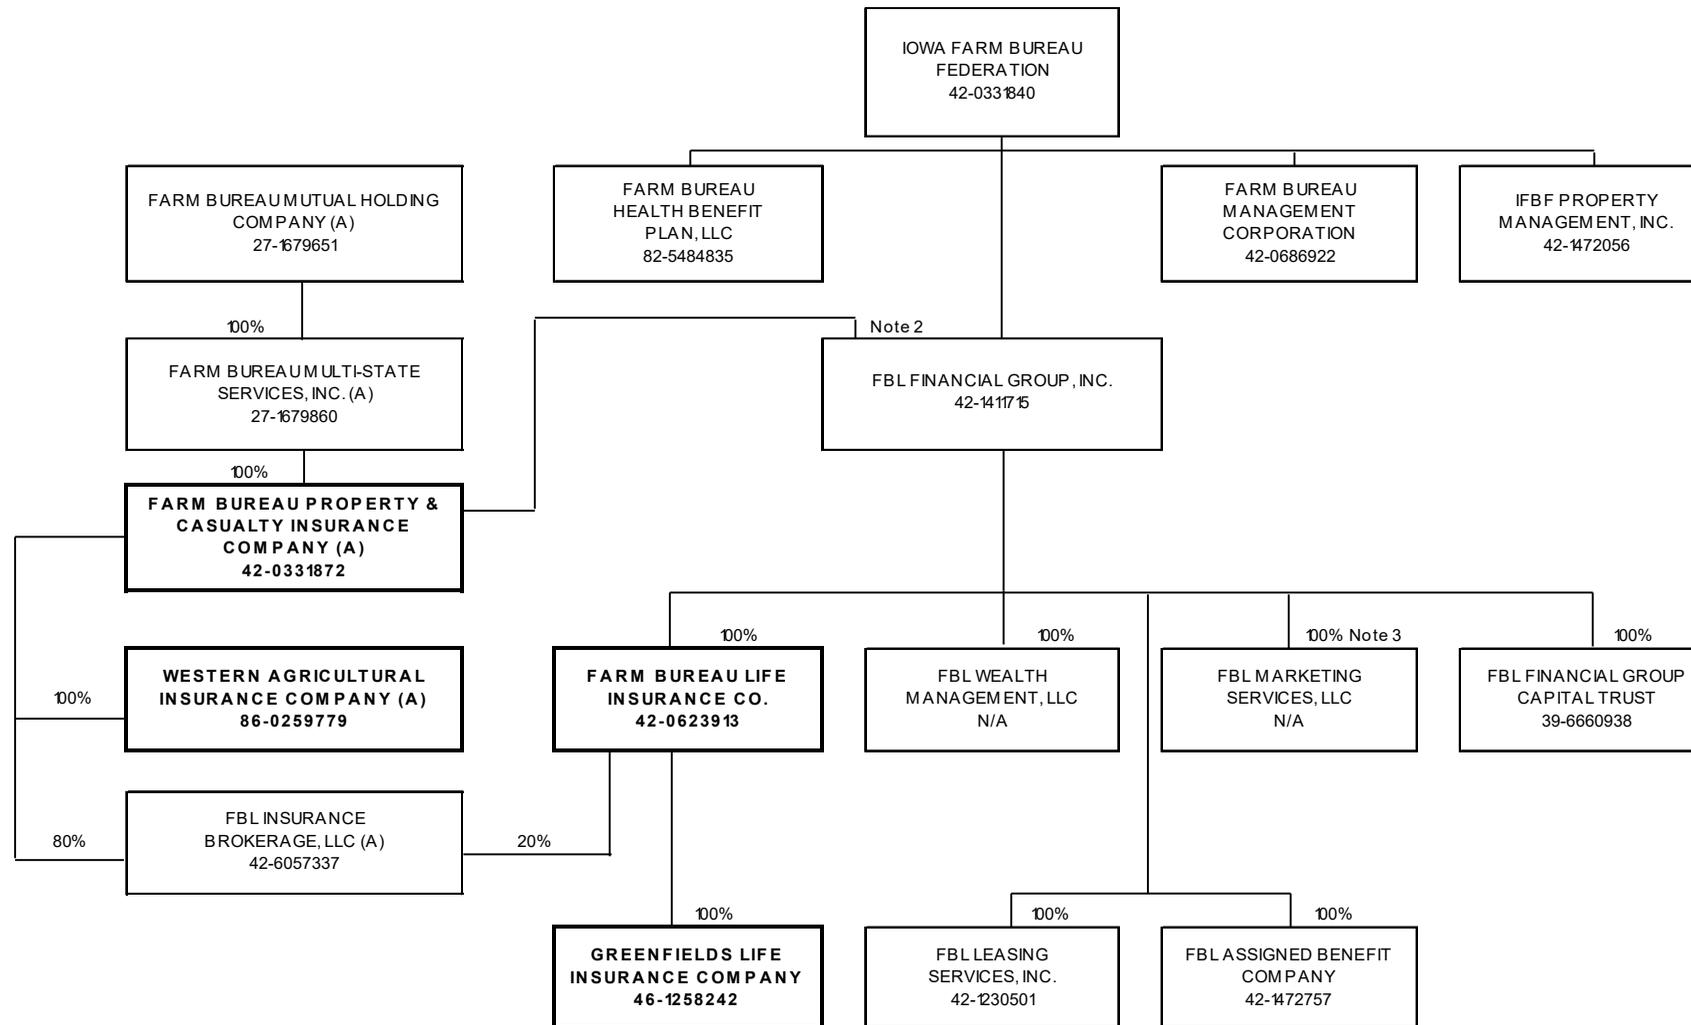 IOWA FARM BUREAU
FEDERATION
42-0331840
FARM BUREAU MUTUAL HOLDING
COMPANY (A)
27-1679651
FARM BUREAU
HEALTH BENEFIT
PLAN, LLC
82-5484835
FARM BUREAU
MANAGEMENT
CORPORATION
42-0686922
IFBF PROPERTY
MANAGEMENT, INC.
42-1472056
100%
Note 2
FARM BUREAU MULTI-STATE
SERVICES, INC. (A)
27-1679860
FBL FINANCIAL GROUP, INC.
42-1411715
100%
FARM BUREAU PROPERTY &
CASUALTY INSURANCE
COMPANY (A)
42-0331872
100%
100%
100% Note 3
100%
100%
WESTERN AGRICULTURAL
INSURANCE COMPANY (A)
86-0259779
FARM BUREAU LIFE
INSURANCE CO.
42-0623913
FBL WEALTH
MANAGEMENT, LLC
N/A
FBL MARKETING
SERVICES, LLC
N/A
FBL FINANCIAL GROUP
CAPITAL TRUST
39-6660938
80%
FBL INSURANCE
BROKERAGE, LLC (A)
42-6057337
20%
100%
100%
100%
GREENFIELDS LIFE
INSURANCE COMPANY
46-1258242
FBL LEASING
SERVICES, INC.
42-1230501
FBL ASSIGNED BENEFIT
COMPANY
42-1472757